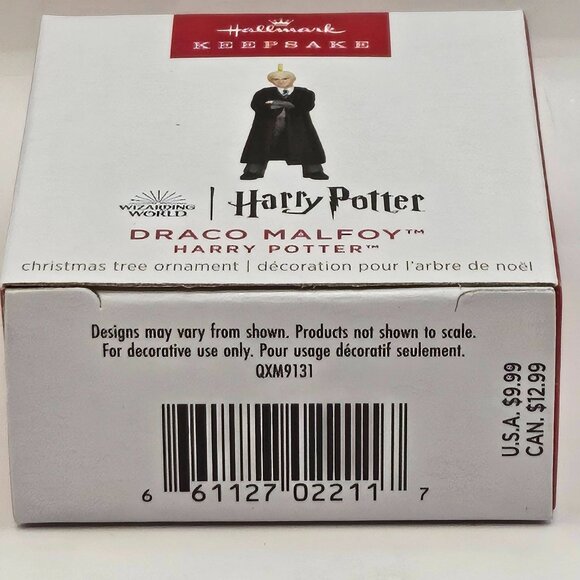 Hallmark
KEEPSAKE
WIZARDING WORLD | Harry Potter
DRACO MALFOY™
HARRY POTTER™
christmas tree ornament | décoration pour l'arbre de noël
Designs may vary from shown. Products not shown to scale.
For decorative use only. Pour usage décoratif seulement.
QXM9131
U.S.A. $9.99
CAN. $12.99
6 61127 02211 7